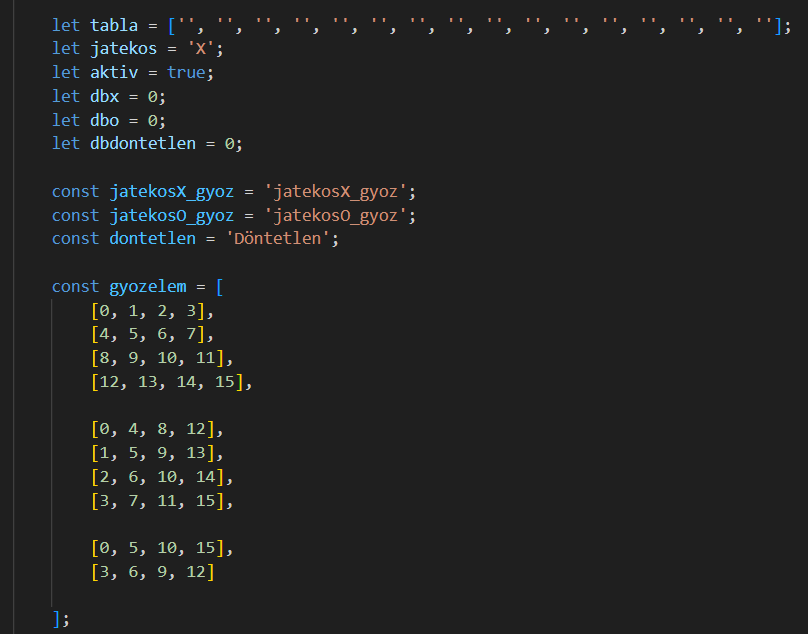 let tabla = ['', '', '', '', '', '', '', '', '', '', '', '', '', '', '', ''];
let jatekos = 'X';
let aktiv = true;
let dbx = 0;
let dbo = 0;
let dbdontetlen = 0;
const jatekosX_gyoz = 'jatekosX_gyoz';
const jatekosO_gyoz = 'jatekosO_gyoz';
const dontetlen = 'Döntetlen';
const gyozelem = [
[0, 1, 2, 3],
[4, 5, 6, 7],
[8, 9, 10, 11],
[12, 13, 14, 15],
[0, 4, 8, 12],
[1, 5, 9, 13],
[2, 6, 10, 14],
[3, 7, 11, 15],
[0, 5, 10, 15],
[3, 6, 9, 12]
];